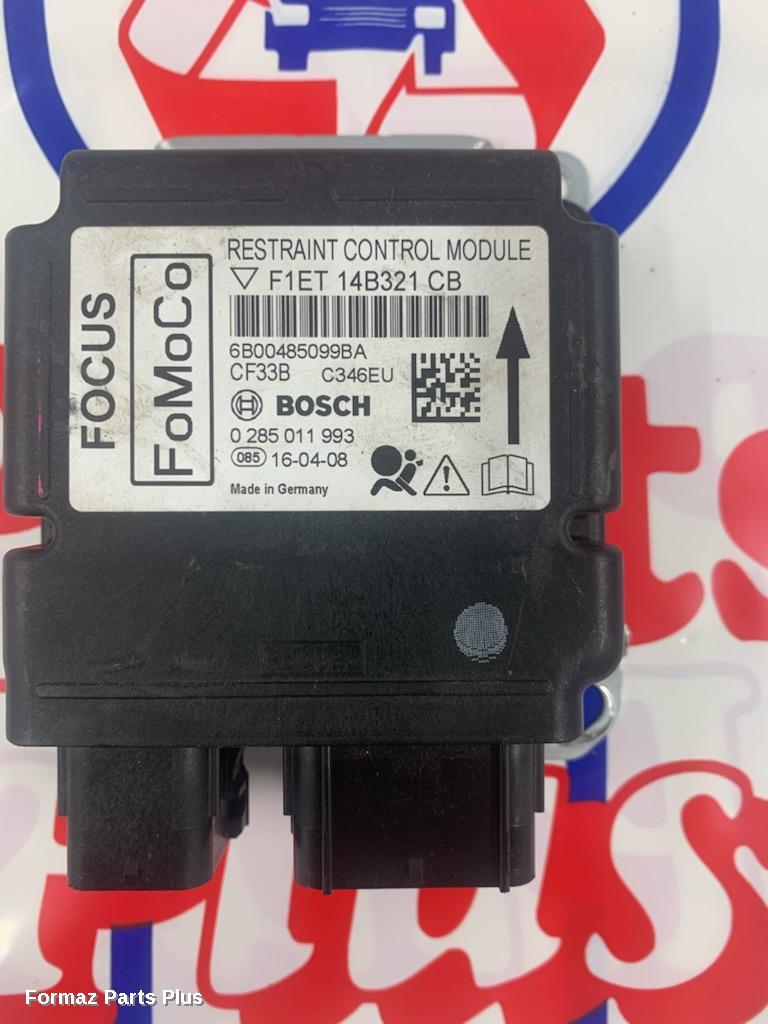 RESTRAINT CONTROL MODULE
F1ET 14B321 CB
FOCUS
FoMoCo
6B00485099BA
CF33B C346EU
BOSCH
0 285 011 993
085 16-04-08
Made in Germany
Plus
Formaz Parts Plus